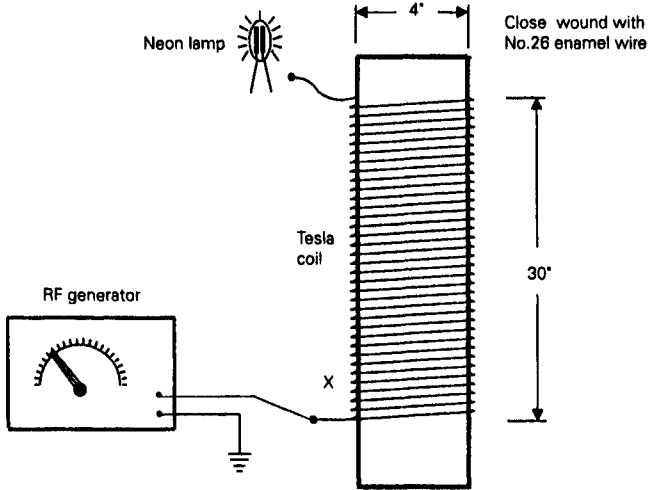 4"
Close wound with
No.26 enamel wire
Neon lamp
Tesla
coil
30"
RF generator
X